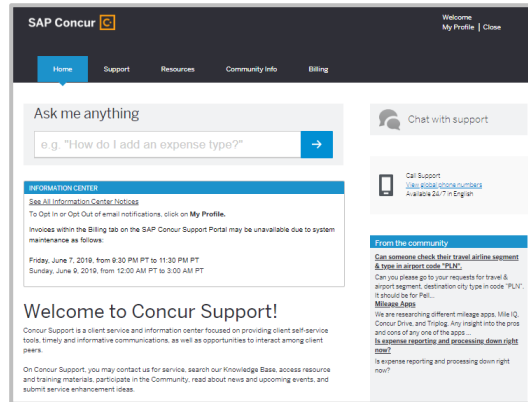 SAP Concur C
Welcome
My Profile | Close
Home Support Resources Community Info Billing
Ask me anything
e.g. "How do I add an expense type?"
Chat with support
Call Support
View global phone numbers
Available 24/7 in English
INFORMATION CENTER
See All Information Center Notices
To Opt In or Opt Out of email notifications, click on My Profile.
Invoices within the Billing tab on the SAP Concur Support Portal may be unavailable due to system
maintenance as follows:
Friday, June 7, 2019, from 9:30 PM PT to 11:30 PM PT
Sunday, June 9, 2019, from 12:00 AM PT to 3:00 AM PT
From the community
Can someone check their travel airline segment
& type in airport code "PLN".
Can you please go to your requests for travel &
airport segment, destination city type in code "PLN".
It should be for Pell...
Mileage Apps
We are researching different mileage apps, Mile IQ,
Concur Drive, and Triplog. Any insight into the pros
and cons of any one of the apps ...
Is expense reporting and processing down right
now?
Is expense reporting and processing down right
now?
Welcome to Concur Support!
Concur Support is a client service and information center focused on providing client self-service
tools, timely and informative communications, as well as opportunities to interact among client
peers.
On Concur Support, you may contact us for service, search our Knowledge Base, access resource
and training materials, participate in the Community, read about news and upcoming events, and
submit service enhancement ideas.